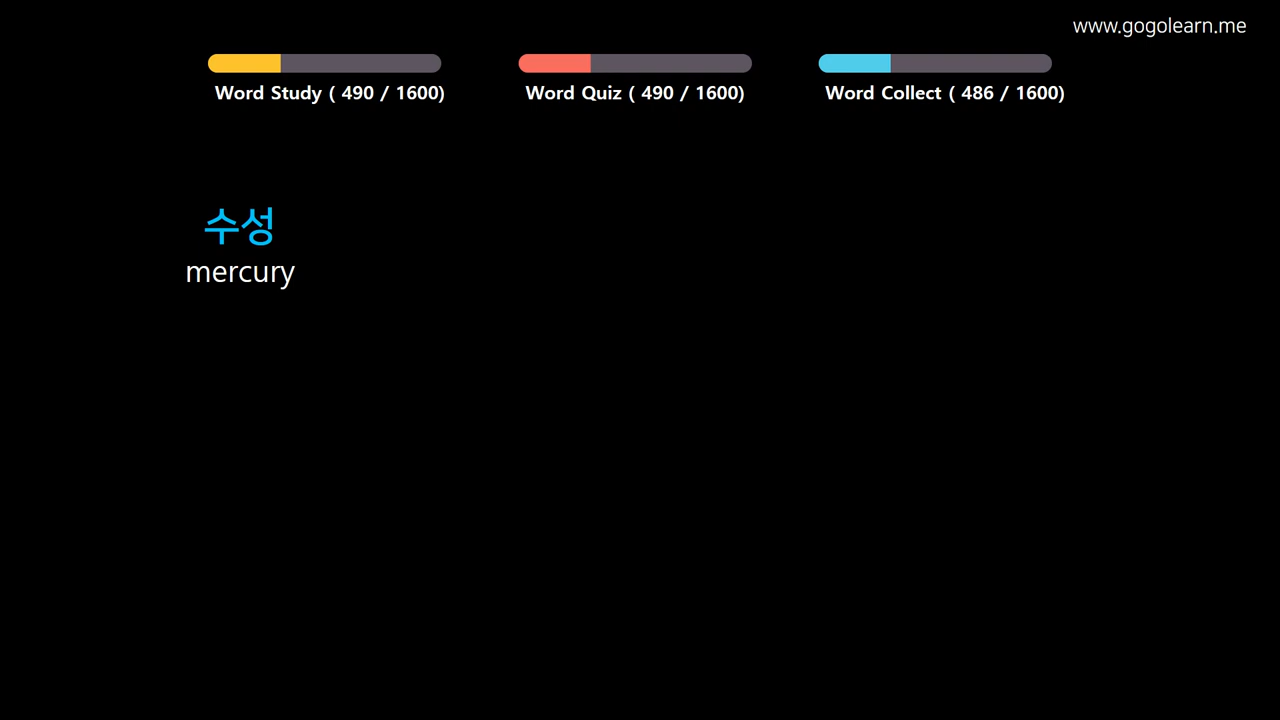 www.gogolearn.me
Word Study ( 490 / 1600)
Word Quiz ( 490 / 1600)
Word Collect ( 486 / 1600)
수성
mercury